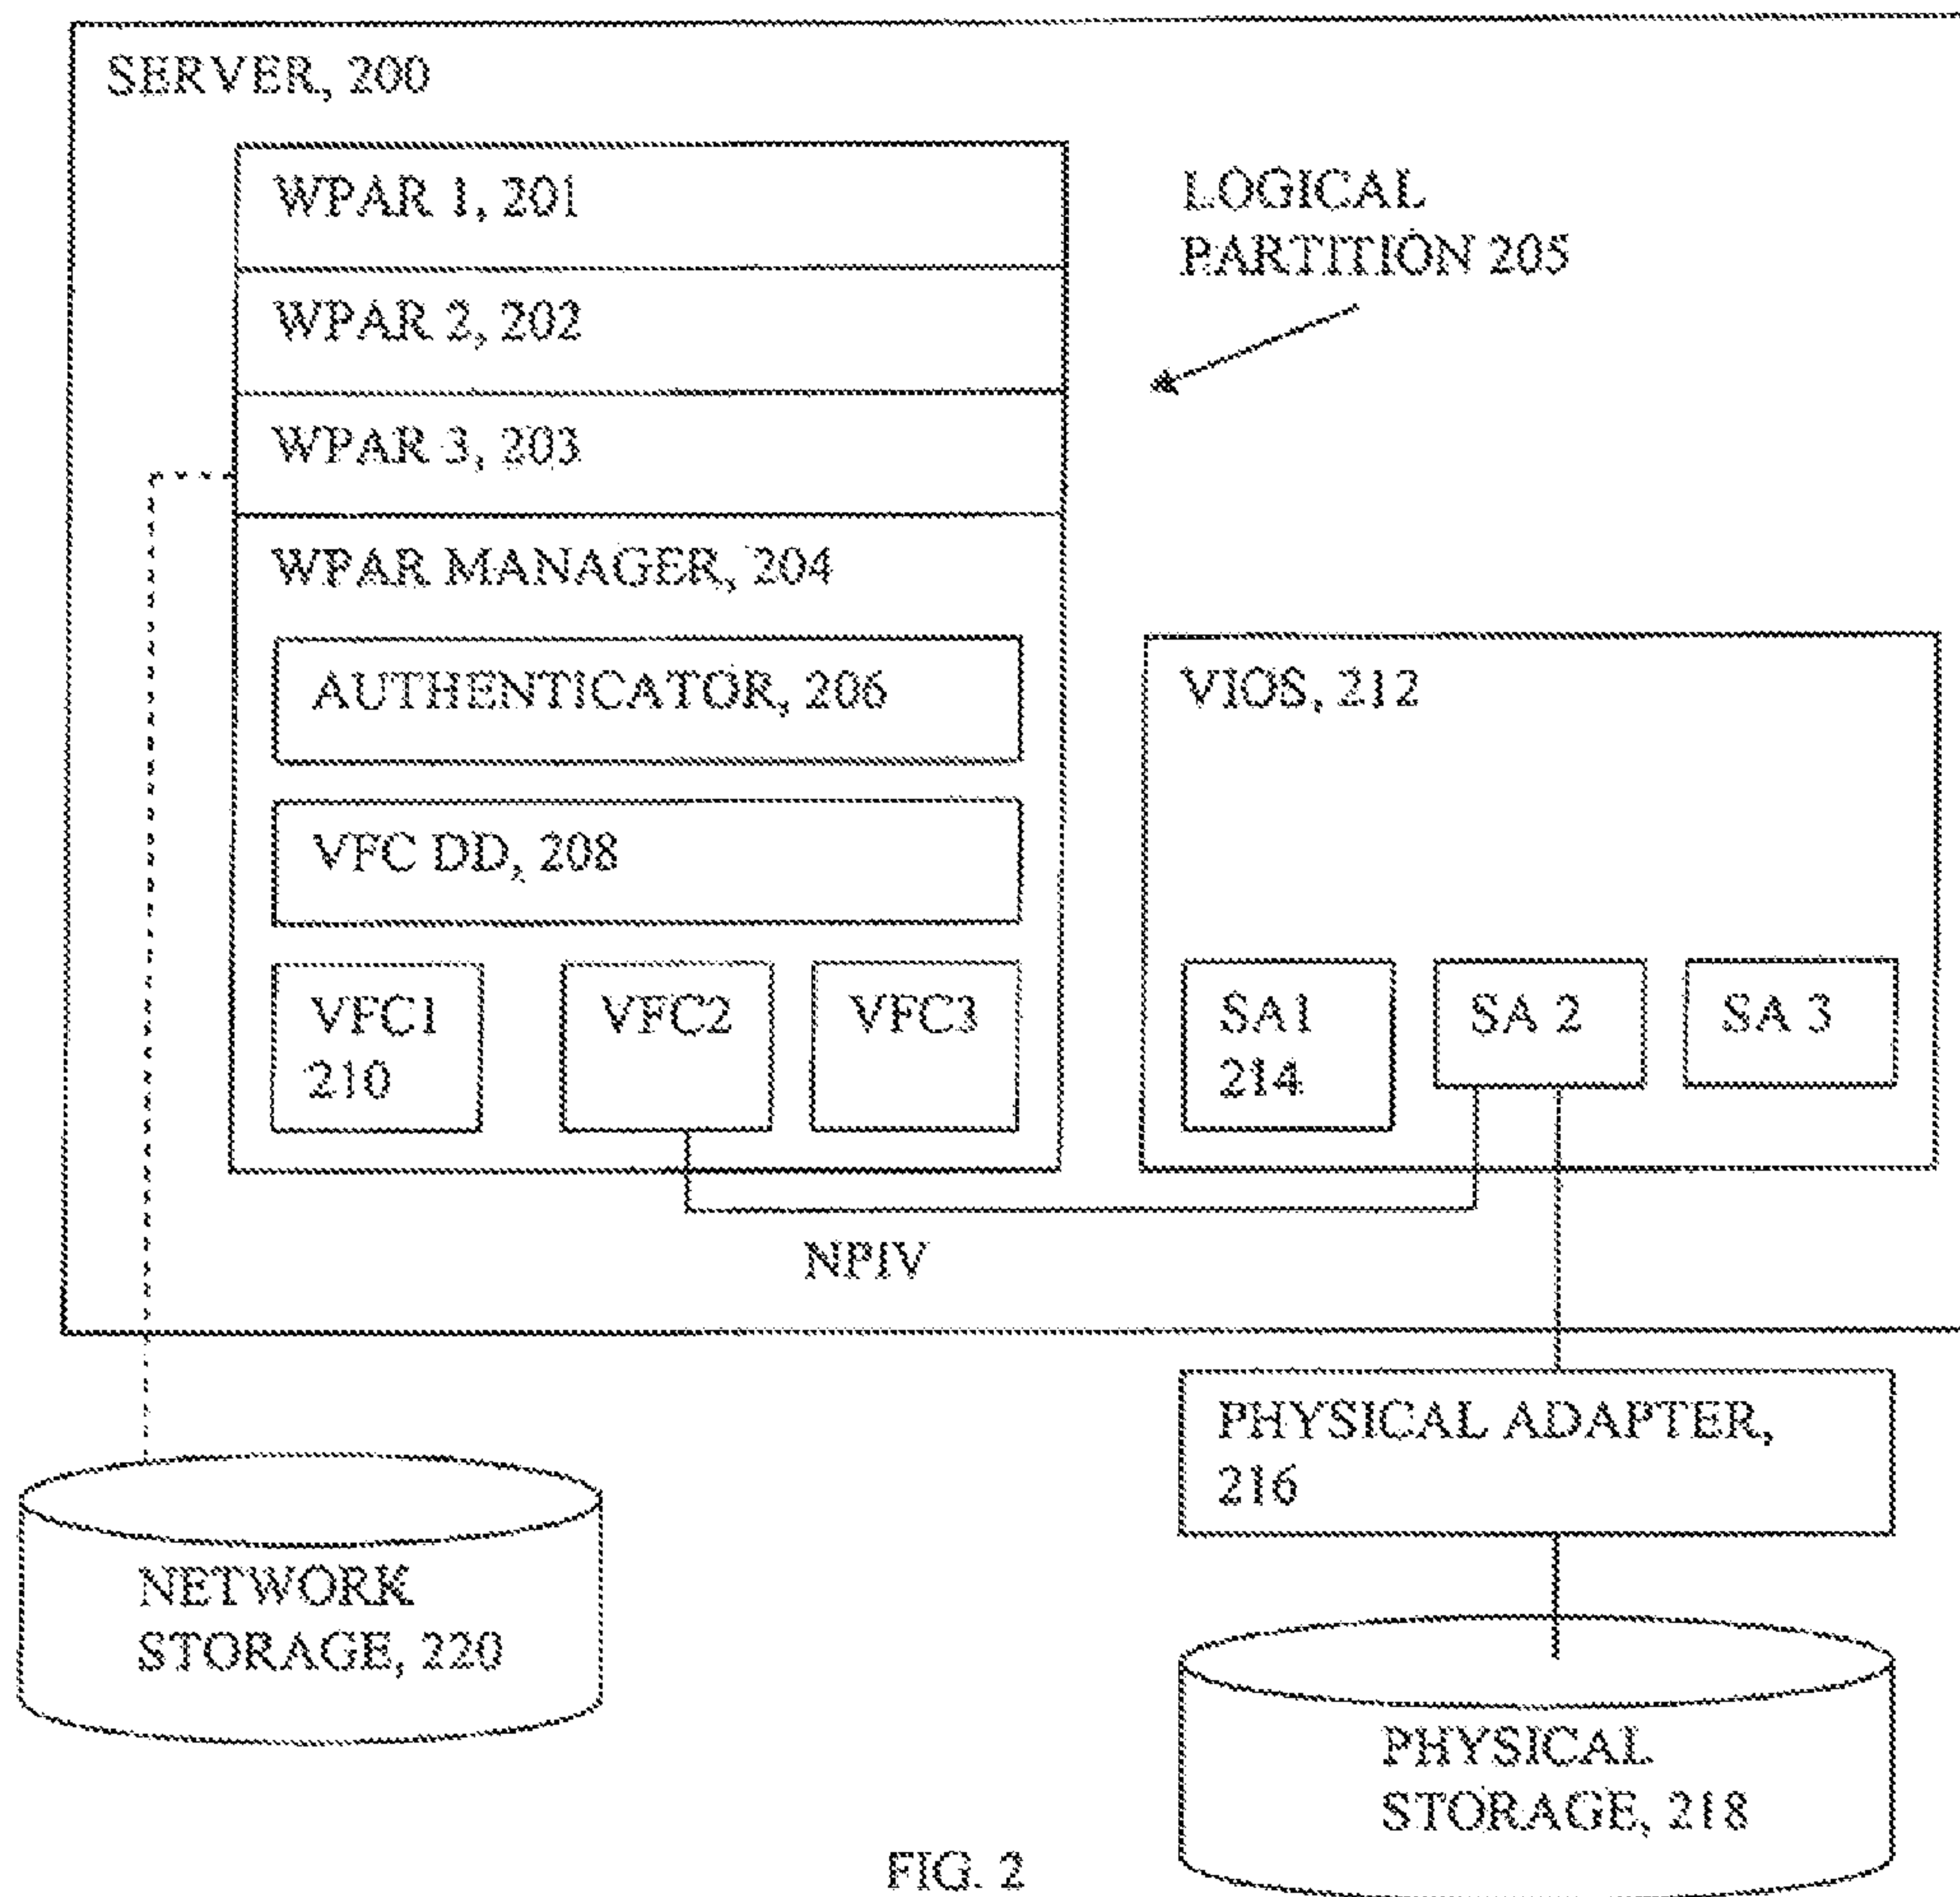 SERVER, 200
WPAR 1, 201
LOGICAL
PARTITION 205
WPAR 2, 202
WPAR 3, 203
WPAR MANAGER, 204
AUTHENTICATOR, 206
VIOS, 212
VFC DD, 208
VFC1
210
VFC2
VFC3
SA1
214
SA 2
SA 3
NPIV
PHYSICAL ADAPTER,
216
NETWORK
STORAGE, 220
PHYSICAL
STORAGE, 218
FIG. 2